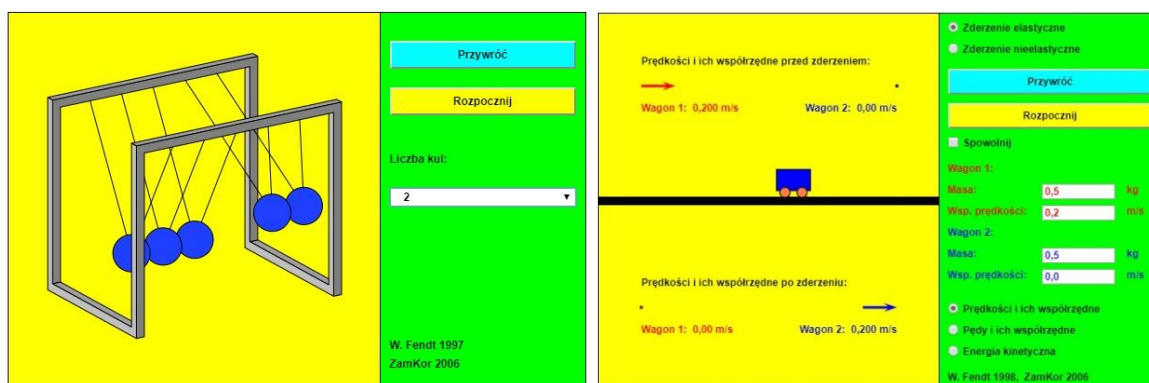 Przywróć
Rozpocznij
Liczba kul:
2
W. Fendt 1997
ZamKor 2006
Prędkości i ich współrzędne przed zderzeniem:
Wagon 1: 0,200 m/s
Wagon 2: 0,00 m/s
Prędkości i ich współrzędne po zderzeniu:
Wagon 1: 0,00 m/s
Wagon 2: 0,200 m/s
Zderzenie elastyczne
Zderzenie nieelastyczne
Przywróć
Rozpocznij
Spowolnij
Wagon 1:
Masa: 0,5 kg
Wsp. prędkości: 0,2 m/s
Wagon 2:
Masa: 0,5 kg
Wsp. prędkości: 0,0 m/s
Prędkości i ich współrzędne
Pędy i ich współrzędne
Energia kinetyczna
W. Fendt 1998, ZamKor 2006